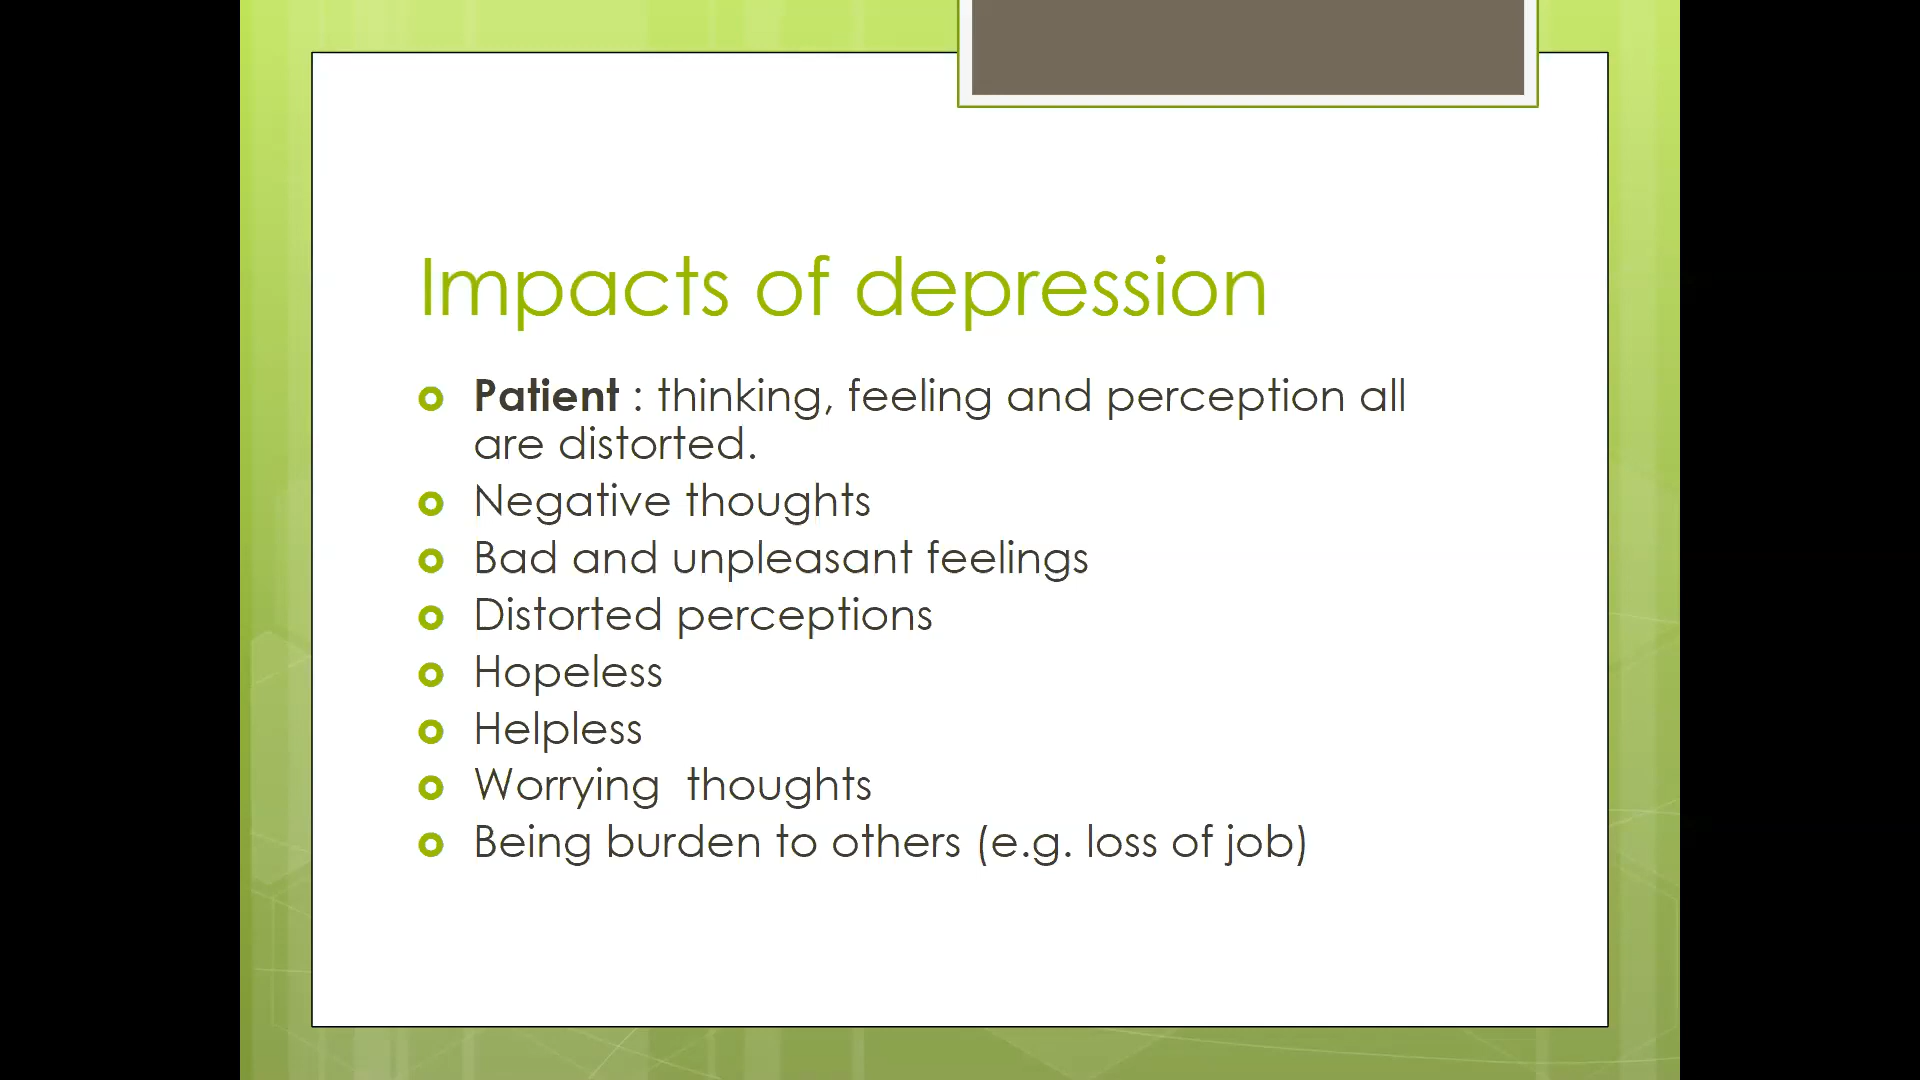 Impacts of depression
Patient : thinking, feeling and perception all
are distorted.
Negative thoughts
Bad and unpleasant feelings
Distorted perceptions
Hopeless
Helpless
Worrying  thoughts
Being burden to others (e.g. loss of job)